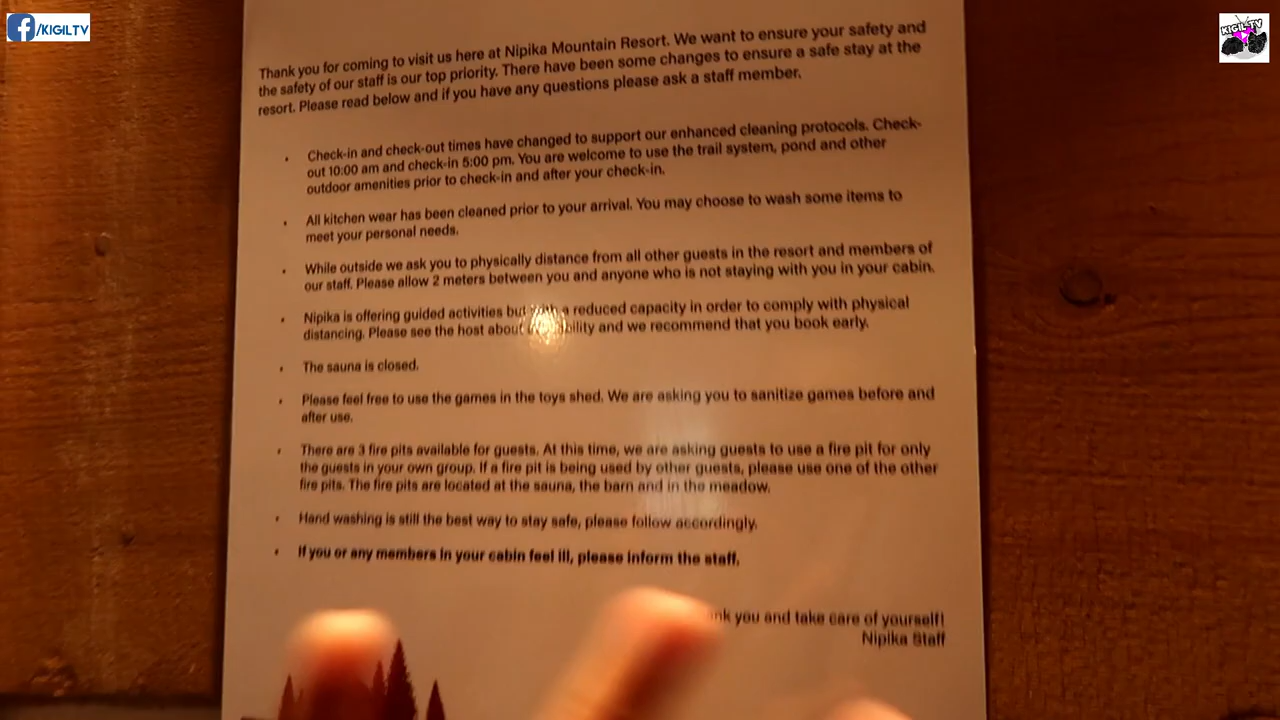 /KIGILTV
KIGIL TV
Thank you for coming to visit us here at Nipika Mountain Resort. We want to ensure your safety and
the safety of our staff is our top priority. There have been some changes to ensure a safe stay at the
resort. Please read below and if you have any questions please ask a staff member.
• Check-in and check-out times have changed to support our enhanced cleaning protocols. Check-
out 10:00 am and check-in 5:00 pm. You are welcome to use the trail system, pond and other
outdoor amenities prior to check-in and after your check-in.
• All kitchen wear has been cleaned prior to your arrival. You may choose to wash some items to
meet your personal needs.
• While outside we ask you to physically distance from all other guests in the resort and members of
our staff. Please allow 2 meters between you and anyone who is not staying with you in your cabin.
• Nipika is offering guided activities but with a reduced capacity in order to comply with physical
distancing. Please see the host about and we recommend that you book early.
• The sauna is closed.
• Please feel free to use the games in the toys shed. We are asking you to sanitize games before and
after use.
• There are 3 fire pits available for guests. At this time, we are asking guests to use a fire pit for only
the guests in your own group. If a fire pit is being used by other guests, please use one of the other
fire pits. The fire pits are located at the sauna, the barn and in the meadow.
• Hand washing is still the best way to stay safe, please follow accordingly.
• If you or any members in your cabin feel ill, please inform the staff.
you and take care of yourself!
Nipika Staff